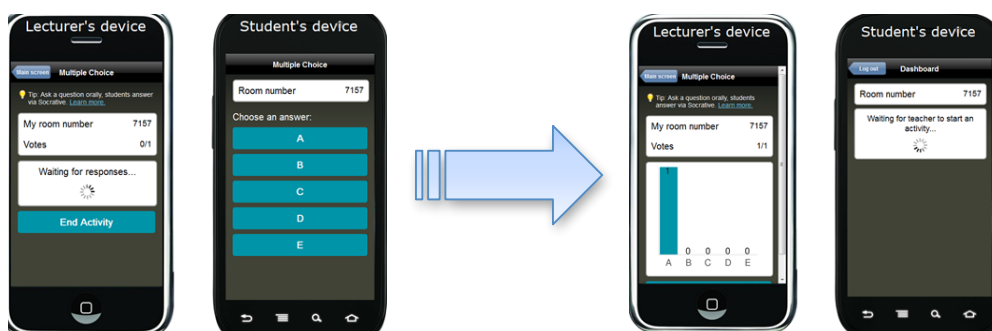 Lecturer's device
Main screen
Multiple Choice
Tip: Ask a question orally, students answer
via Socrative. Learn more.
My room number 7157
Votes 0/1
Waiting for responses...
End Activity
Student's device
Multiple Choice
Room number 7157
Choose an answer:
A
B
C
D
E
Lecturer's device
Main screen
Multiple Choice
Tip: Ask a question orally, students
answer via Socrative. Learn more.
My room number 7157
Votes 1/1
1 0 0 0 0
A B C D E
Student's device
Log out
Dashboard
Room number 7157
Waiting for teacher to start an
activity...